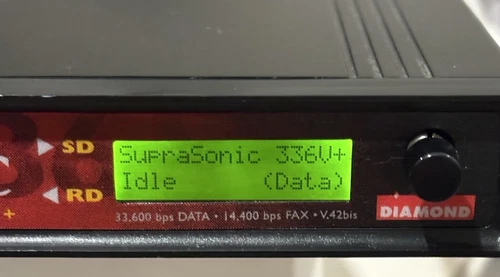 SD
SupraSonic 336V+
Idle (Data)
RD
33,600 bps DATA • 14,400 bps FAX • V.42bis
DIAMOND